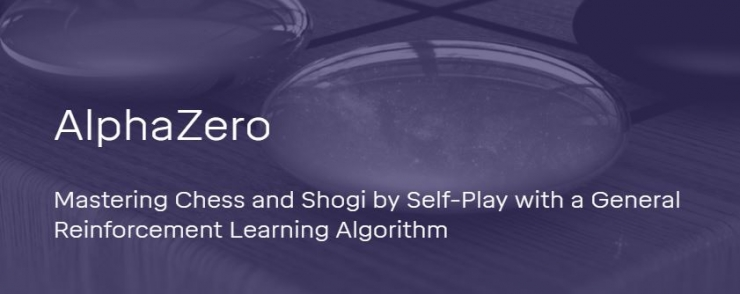 AlphaZero
Mastering Chess and Shogi by Self-Play with a General
Reinforcement Learning Algorithm